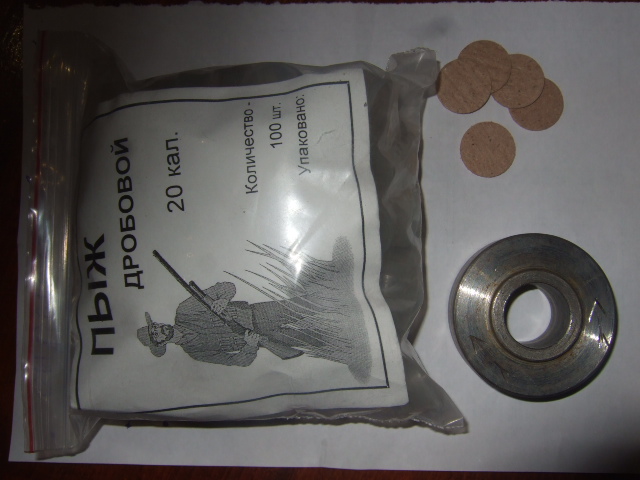 ПЫЖ
ДРОБОВОЙ
20 кал.
Количество -
100 шт.
Упаковано: